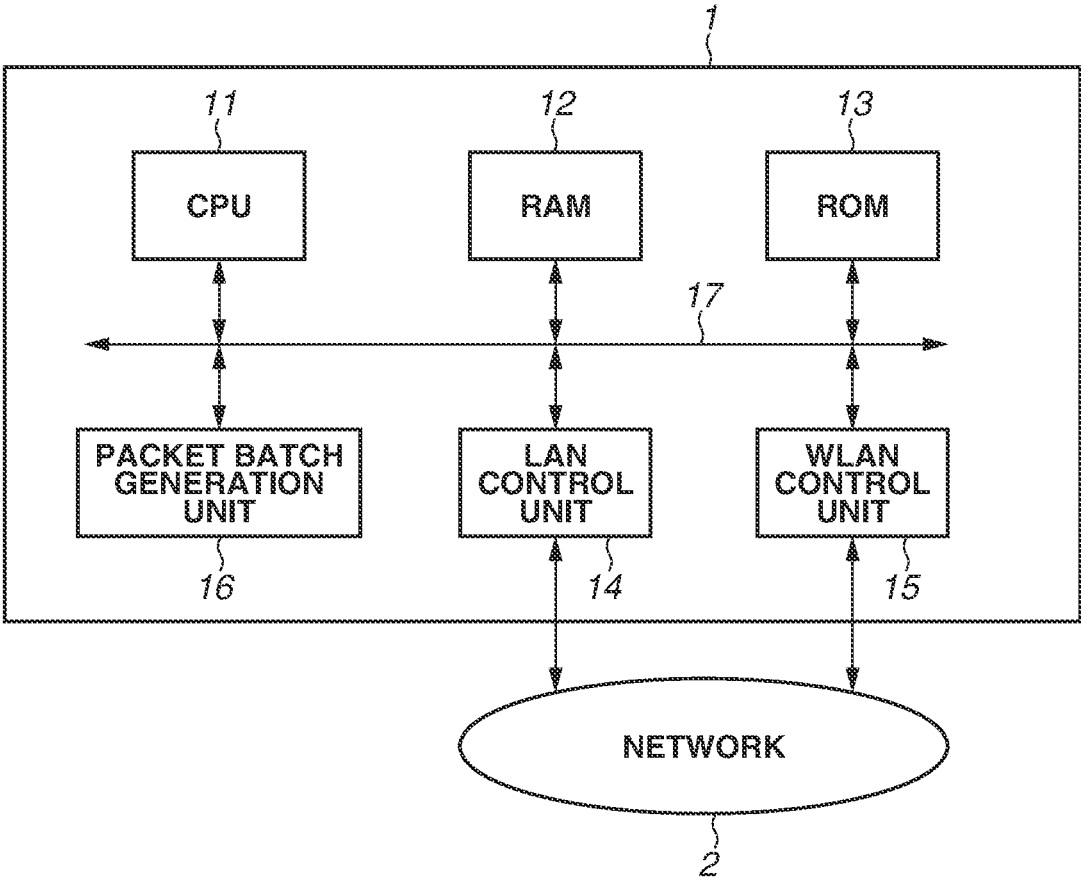 1
11
12
13
CPU
RAM
ROM
17
PACKET BATCH
GENERATION
UNIT
LAN
CONTROL
UNIT
WLAN
CONTROL
UNIT
16
14
15
NETWORK
2